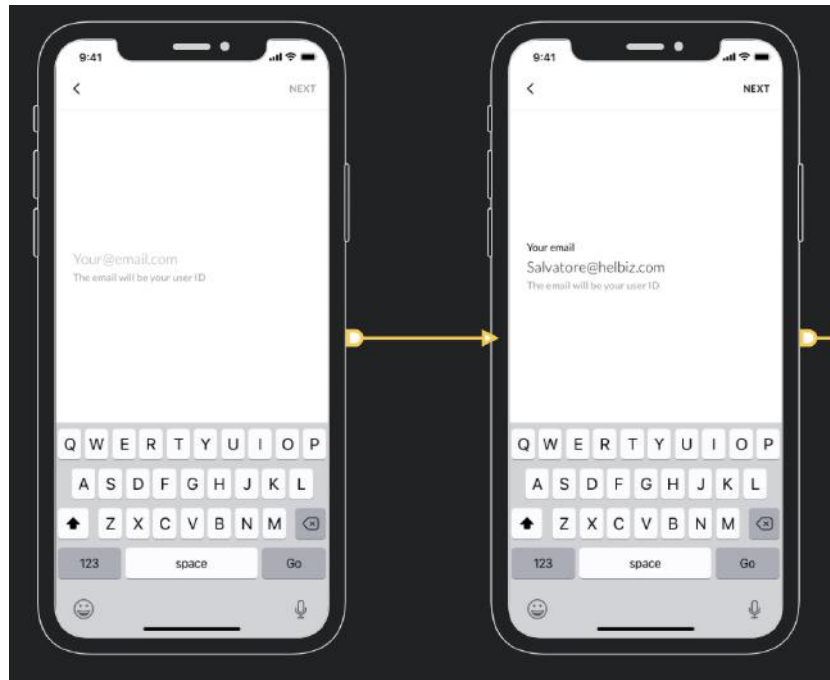 9:41
NEXT
Your@email.com
The email will be your user ID
Q W E R T Y U I O P
A S D F G H J K L
Z X C V B N M
123 space Go
9:41
NEXT
Your email
Salvatore@helbiz.com
The email will be your user ID
Q W E R T Y U I O P
A S D F G H J K L
Z X C V B N M
123 space Go